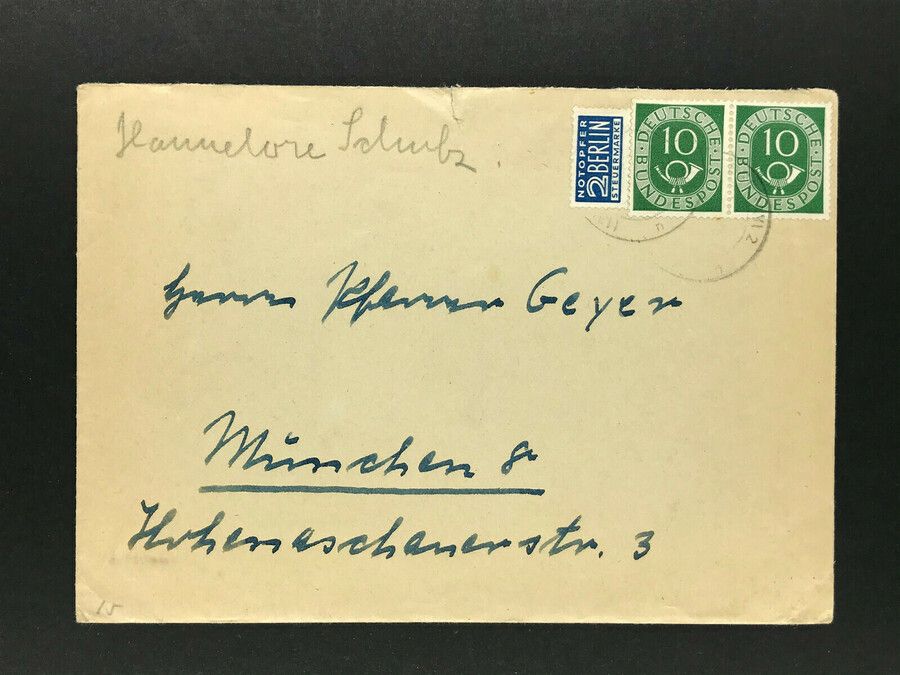 Hannelore Schulz.
NOTOPFER
2 BERLIN
STEUERMARKE
DEUTSCHE
10
BUNDESPOST
DEUTSCHE
10
BUNDESPOST
Herrn Pfarrer Geyer
München 8
Hohenaschauerstr. 3
15